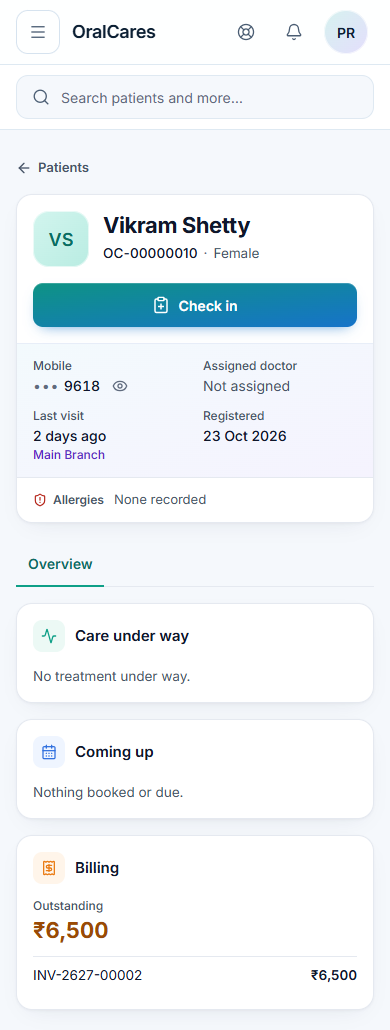 OralCares
PR
Search patients and more...
Patients
VS
Vikram Shetty
OC-00000010 · Female
Check in
Mobile
••• 9618
Assigned doctor
Not assigned
Last visit
2 days ago
Main Branch
Registered
23 Oct 2026
Allergies None recorded
Overview
Care under way
No treatment under way.
Coming up
Nothing booked or due.
Billing
Outstanding
₹6,500
INV-2627-00002 ₹6,500